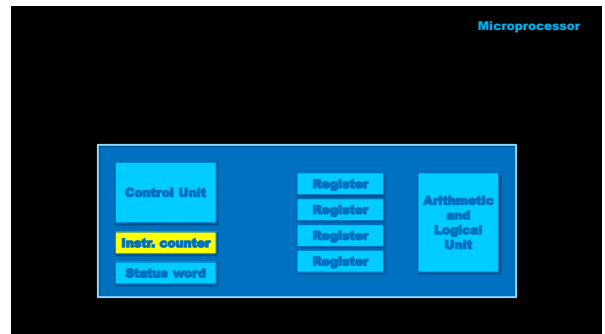 Microprocessor
Control Unit
Instr. counter
Status word
Register
Register
Register
Register
Arithmetic
and
Logical
Unit